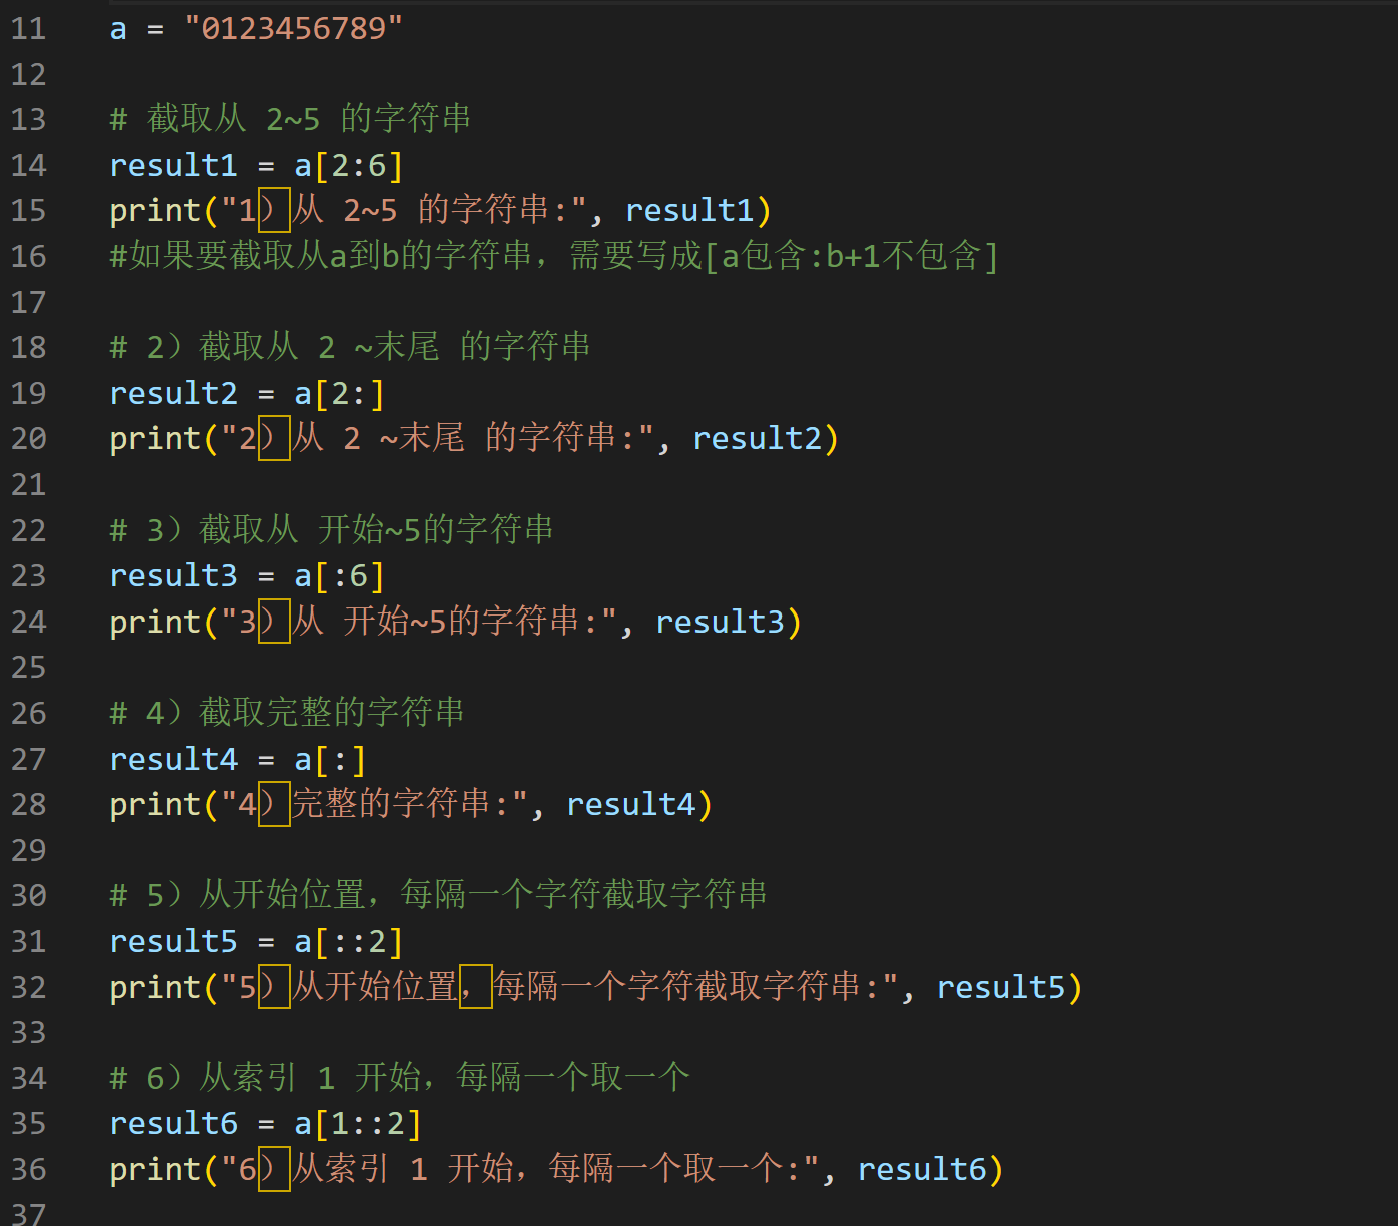 11 a = "0123456789"
12
13 # 截取从 2~5 的字符串
14 result1 = a[2:6]
15 print("1）从 2~5 的字符串:", result1)
16 #如果要截取从a到b的字符串，需要写成[a包含:b+1不包含]
17
18 # 2）截取从 2 ~末尾 的字符串
19 result2 = a[2:]
20 print("2）从 2 ~末尾 的字符串:", result2)
21
22 # 3）截取从 开始~5的字符串
23 result3 = a[:6]
24 print("3）从 开始~5的字符串:", result3)
25
26 # 4）截取完整的字符串
27 result4 = a[:]
28 print("4）完整的字符串:", result4)
29
30 # 5）从开始位置，每隔一个字符截取字符串
31 result5 = a[::2]
32 print("5）从开始位置，每隔一个字符截取字符串:", result5)
33
34 # 6）从索引 1 开始，每隔一个取一个
35 result6 = a[1::2]
36 print("6）从索引 1 开始，每隔一个取一个:", result6)
37